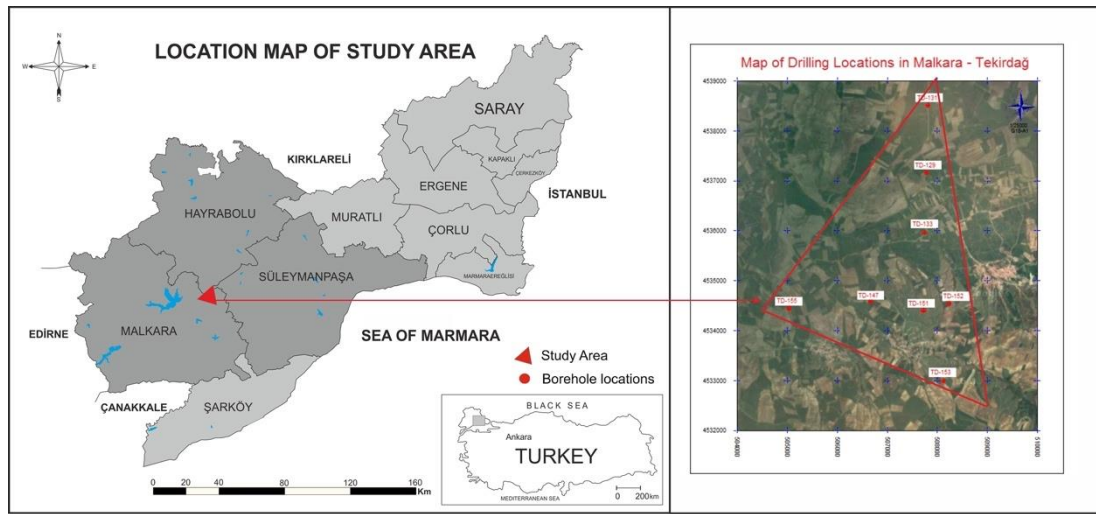 LOCATION MAP OF STUDY AREA
N
W
E
S
SARAY
KAPAKLI
ÇERKEZKÖY
KIRKLARELİ
ERGENE
İSTANBUL
HAYRABOLU
MURATLI
ÇORLU
SÜLEYMANPAŞA
MARMARAEREĞLİSİ
MALKARA
EDİRNE
SEA OF MARMARA
Study Area
Borehole locations
ÇANAKKALE
ŞARKÖY
0 20 40 80 120 160
Km
BLACK SEA
Ankara
TURKEY
0 200km
MEDITERRANEAN SEA
Map of Drilling Locations in Malkara - Tekirdağ
4539000
4538000
4537000
4536000
4535000
4534000
4533000
4532000
TD-131
TD-129
TD-133
TD-155
TD-147
TD-151
TD-152
TD-153